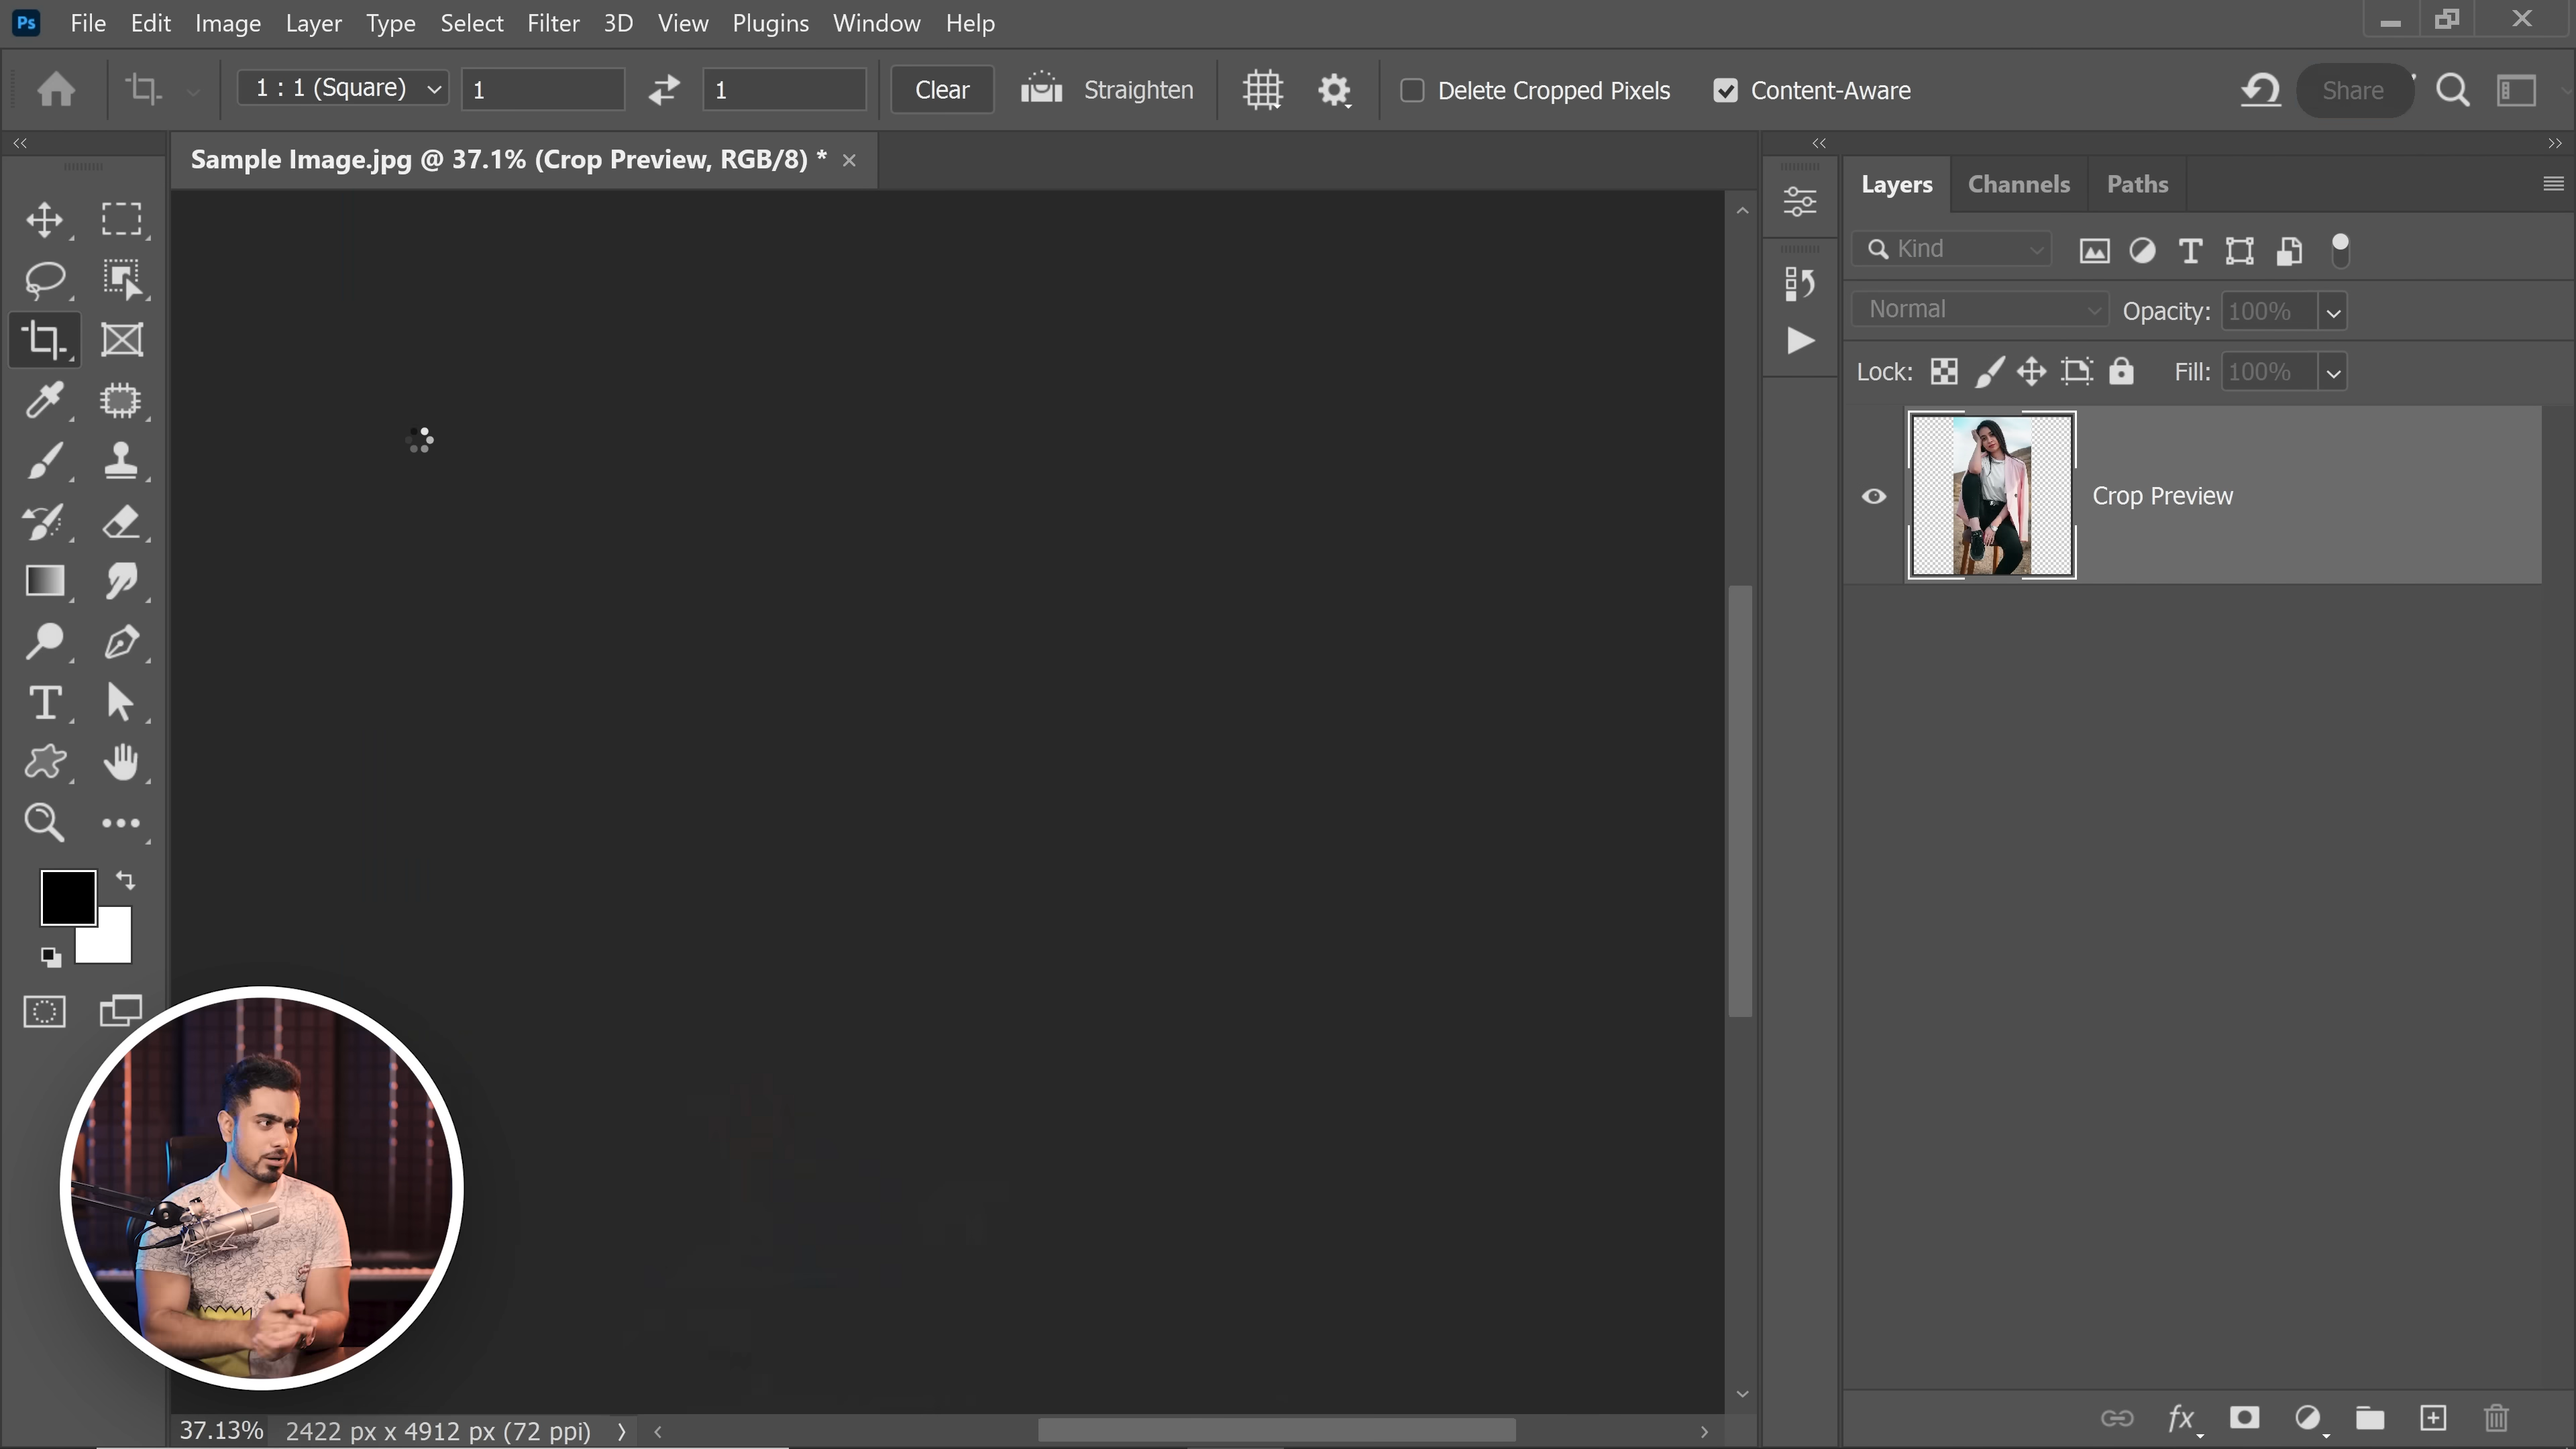 Ps File Edit Image Layer Type Select Filter 3D View Plugins Window Help
1 : 1 (Square) 1 1 Clear Straighten Delete Cropped Pixels Content-Aware Share
Sample Image.jpg @ 37.1% (Crop Preview, RGB/8) *
Layers Channels Paths
Kind
Normal Opacity: 100%
Lock: Fill: 100%
Crop Preview
fx
37.13% 2422 px x 4912 px (72 ppi)